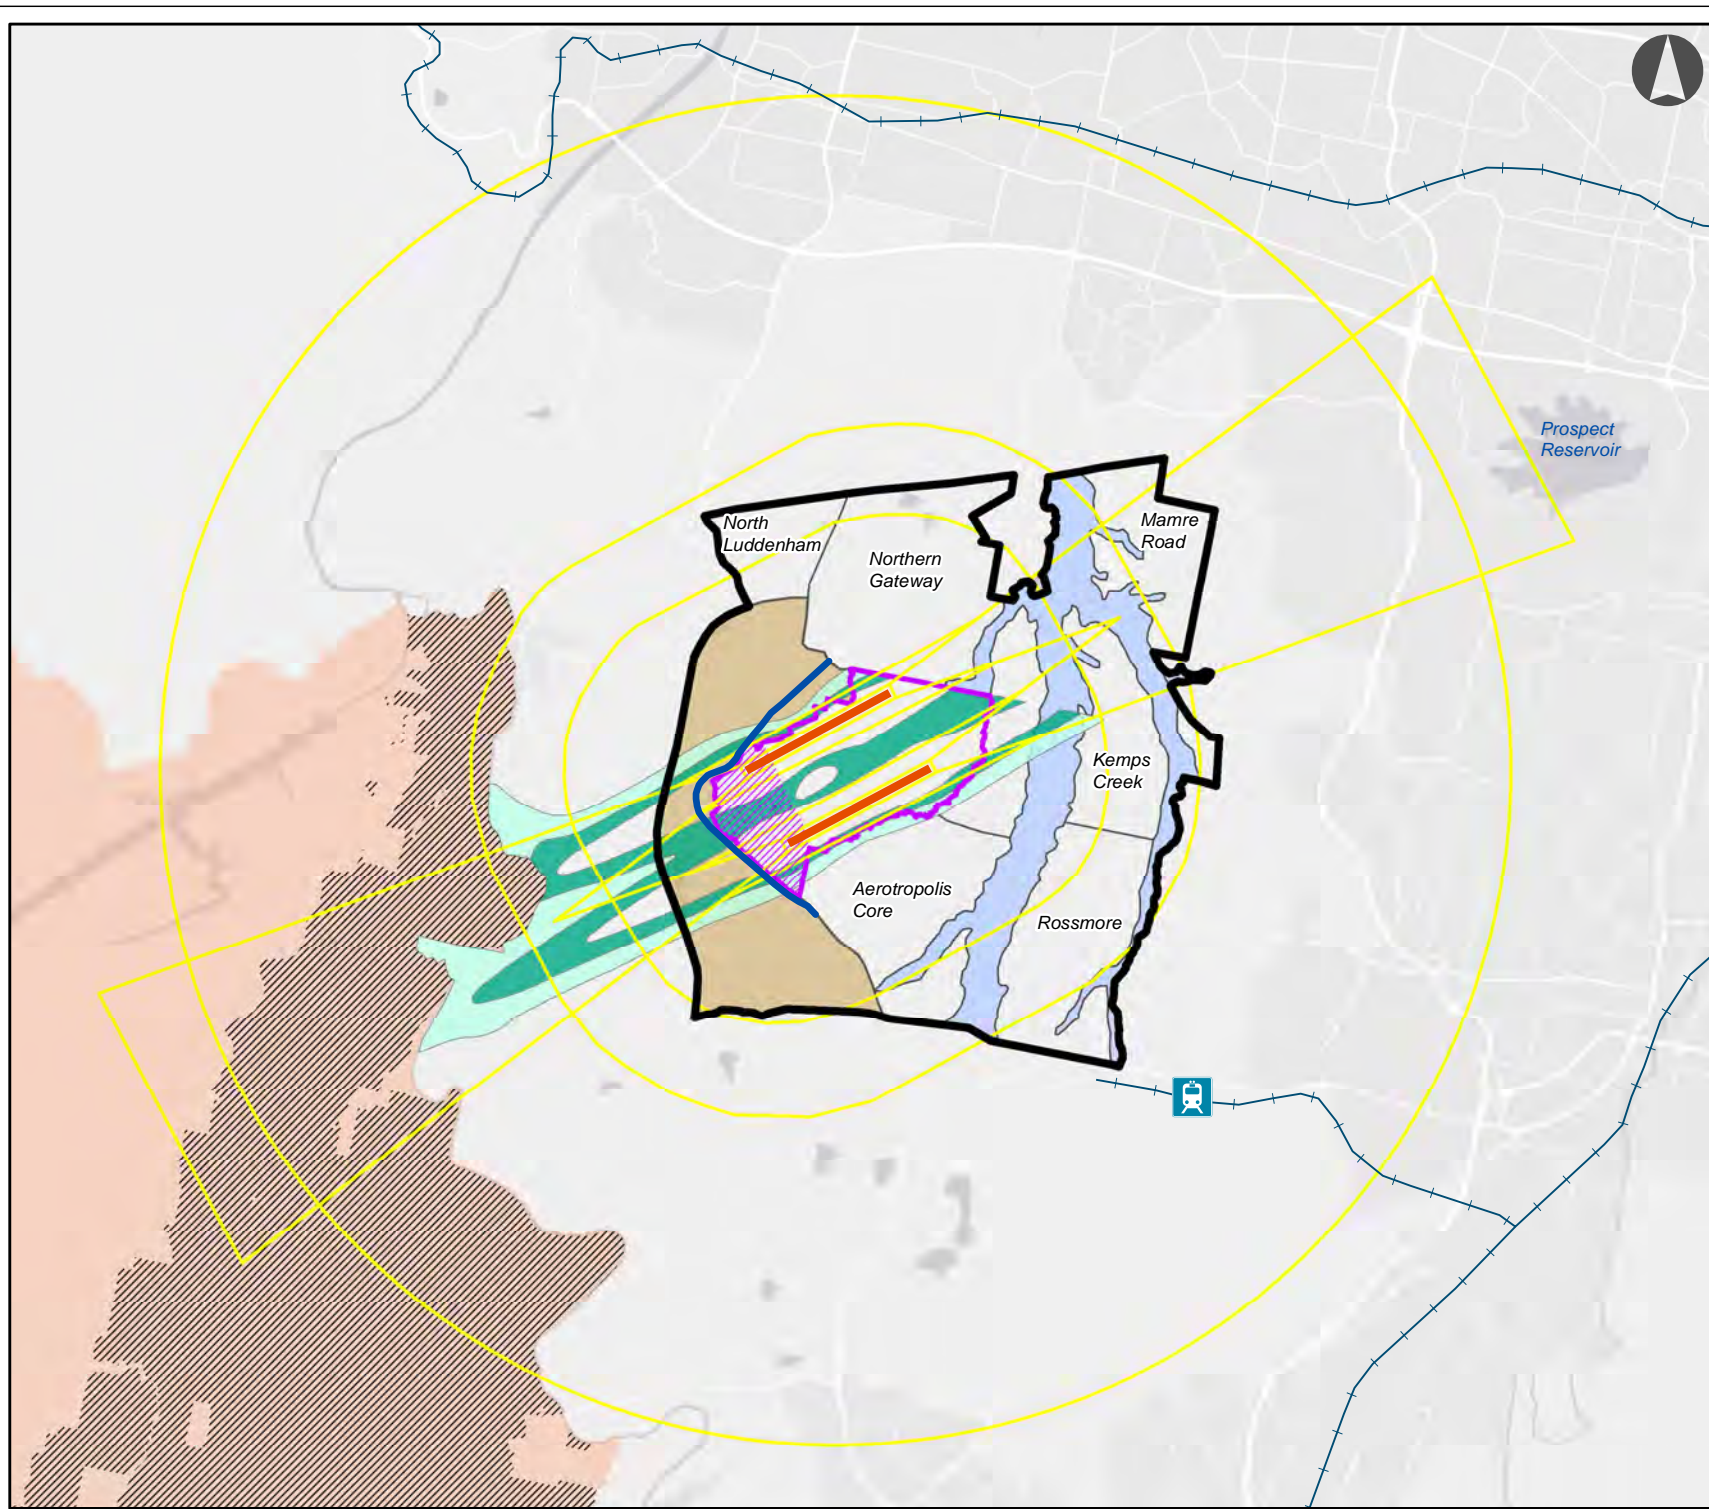 Prospect
Reservoir
North
Luddenham
Mamre
Road
Northern
Gateway
Kemps
Creek
Aerotropolis
Core
Rossmore